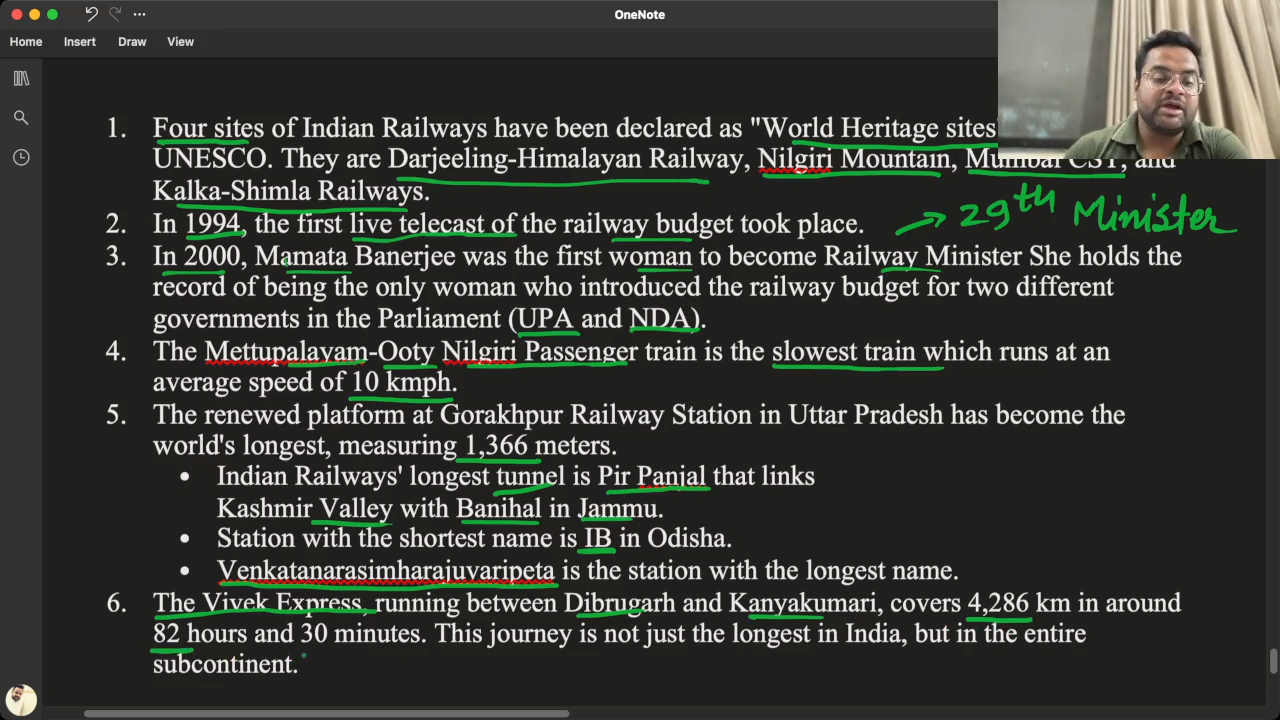 OneNote
Home Insert Draw View
1. Four sites of Indian Railways have been declared as "World Heritage sites"
UNESCO. They are Darjeeling-Himalayan Railway, Nilgiri Mountain, Mumbai CST, and
Kalka-Shimla Railways.
→ 29th Minister
2. In 1994, the first live telecast of the railway budget took place.
3. In 2000, Mamata Banerjee was the first woman to become Railway Minister She holds the
record of being the only woman who introduced the railway budget for two different
governments in the Parliament (UPA and NDA).
4. The Mettupalayam-Ooty Nilgiri Passenger train is the slowest train which runs at an
average speed of 10 kmph.
5. The renewed platform at Gorakhpur Railway Station in Uttar Pradesh has become the
world's longest, measuring 1,366 meters.
• Indian Railways' longest tunnel is Pir Panjal that links
Kashmir Valley with Banihal in Jammu.
• Station with the shortest name is IB in Odisha.
• Venkatanarasimharajuvaripeta is the station with the longest name.
6. The Vivek Express, running between Dibrugarh and Kanyakumari, covers 4,286 km in around
82 hours and 30 minutes. This journey is not just the longest in India, but in the entire
subcontinent.